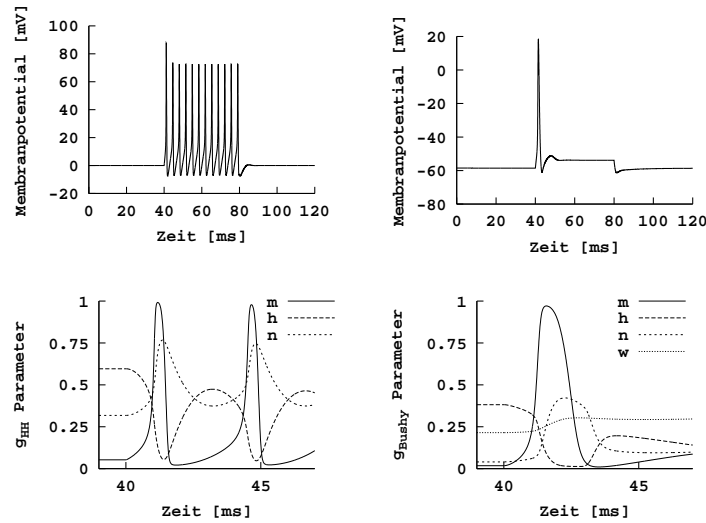 Membranpotential [mV]
100
80
60
40
20
0
−20
0 20 40 60 80 100 120
Zeit [ms]
Membranpotential [mV]
20
0
−20
−40
−60
−80
0 20 40 60 80 100 120
Zeit [ms]
g_HH Parameter
1
0.75
0.5
0.25
0
40 45
Zeit [ms]
m
h
n
g_Bushy Parameter
1
0.75
0.5
0.25
0
40 45
Zeit [ms]
m
h
n
w